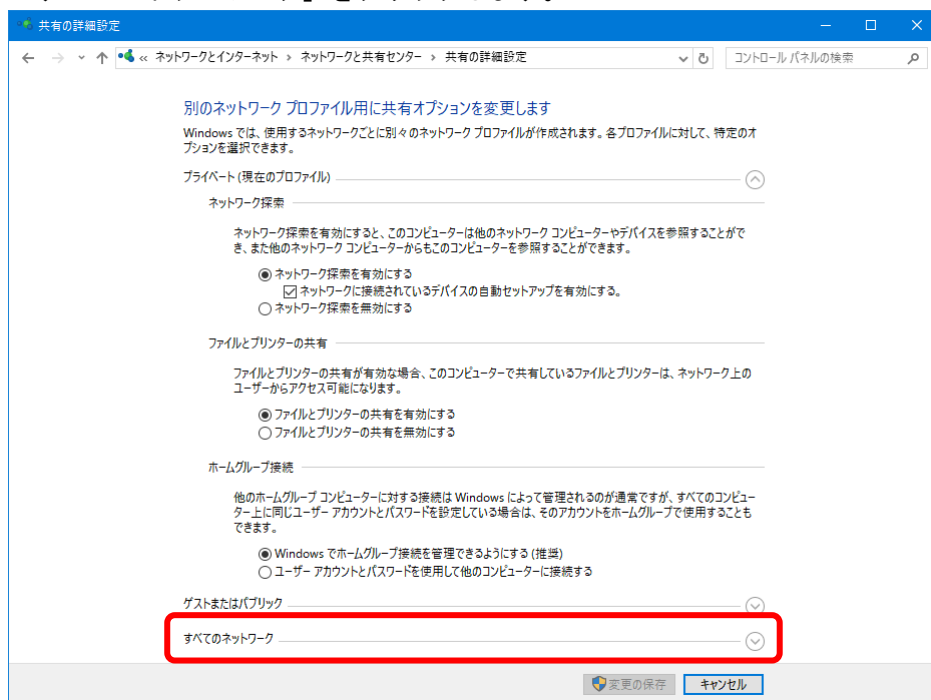 共有の詳細設定
« ネットワークとインターネット › ネットワークと共有センター › 共有の詳細設定
コントロール パネルの検索
別のネットワーク プロファイル用に共有オプションを変更します
Windows では、使用するネットワークごとに別々のネットワーク プロファイルが作成されます。各プロファイルに対して、特定のオ
プションを選択できます。
プライベート (現在のプロファイル)
ネットワーク探索
ネットワーク探索を有効にすると、このコンピューターは他のネットワーク コンピューターやデバイスを参照することがで
き、また他のネットワーク コンピューターからもこのコンピューターを参照することができます。
ネットワーク探索を有効にする
ネットワークに接続されているデバイスの自動セットアップを有効にする。
ネットワーク探索を無効にする
ファイルとプリンターの共有
ファイルとプリンターの共有が有効な場合、このコンピューターで共有しているファイルとプリンターは、ネットワーク上の
ユーザーからアクセス可能になります。
ファイルとプリンターの共有を有効にする
ファイルとプリンターの共有を無効にする
ホームグループ接続
他のホームグループ コンピューターに対する接続は Windows によって管理されるのが通常ですが、すべてのコンピュー
ター上に同じユーザー アカウントとパスワードを設定している場合は、そのアカウントをホームグループで使用することも
できます。
Windows でホームグループ接続を管理できるようにする (推奨)
ユーザー アカウントとパスワードを使用して他のコンピューターに接続する
ゲストまたはパブリック
すべてのネットワーク
変更の保存 キャンセル